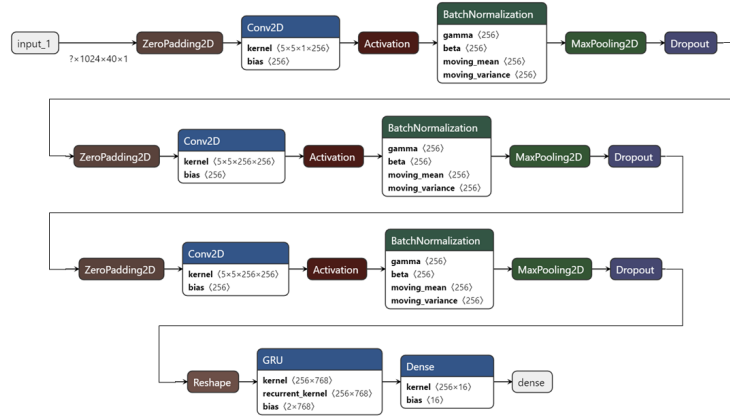 input_1
?×1024×40×1
ZeroPadding2D
Conv2D
kernel ⟨5×5×1×256⟩
bias ⟨256⟩
Activation
BatchNormalization
gamma ⟨256⟩
beta ⟨256⟩
moving_mean ⟨256⟩
moving_variance ⟨256⟩
MaxPooling2D
Dropout
ZeroPadding2D
Conv2D
kernel ⟨5×5×256×256⟩
bias ⟨256⟩
Activation
BatchNormalization
gamma ⟨256⟩
beta ⟨256⟩
moving_mean ⟨256⟩
moving_variance ⟨256⟩
MaxPooling2D
Dropout
ZeroPadding2D
Conv2D
kernel ⟨5×5×256×256⟩
bias ⟨256⟩
Activation
BatchNormalization
gamma ⟨256⟩
beta ⟨256⟩
moving_mean ⟨256⟩
moving_variance ⟨256⟩
MaxPooling2D
Dropout
Reshape
GRU
kernel ⟨256×768⟩
recurrent_kernel ⟨256×768⟩
bias ⟨2×768⟩
Dense
kernel ⟨256×16⟩
bias ⟨16⟩
dense